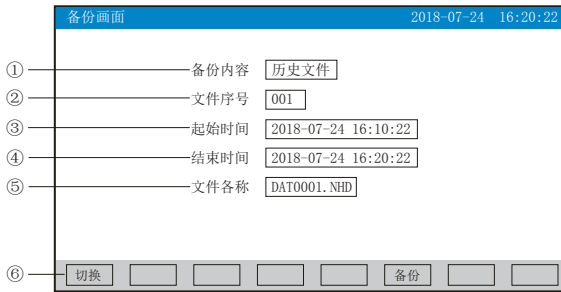 备份画面 2018-07-24 16:20:22
① 备份内容 历史文件
② 文件序号 001
③ 起始时间 2018-07-24 16:10:22
④ 结束时间 2018-07-24 16:20:22
⑤ 文件各称 DAT0001.NHD
⑥ 切换 备份